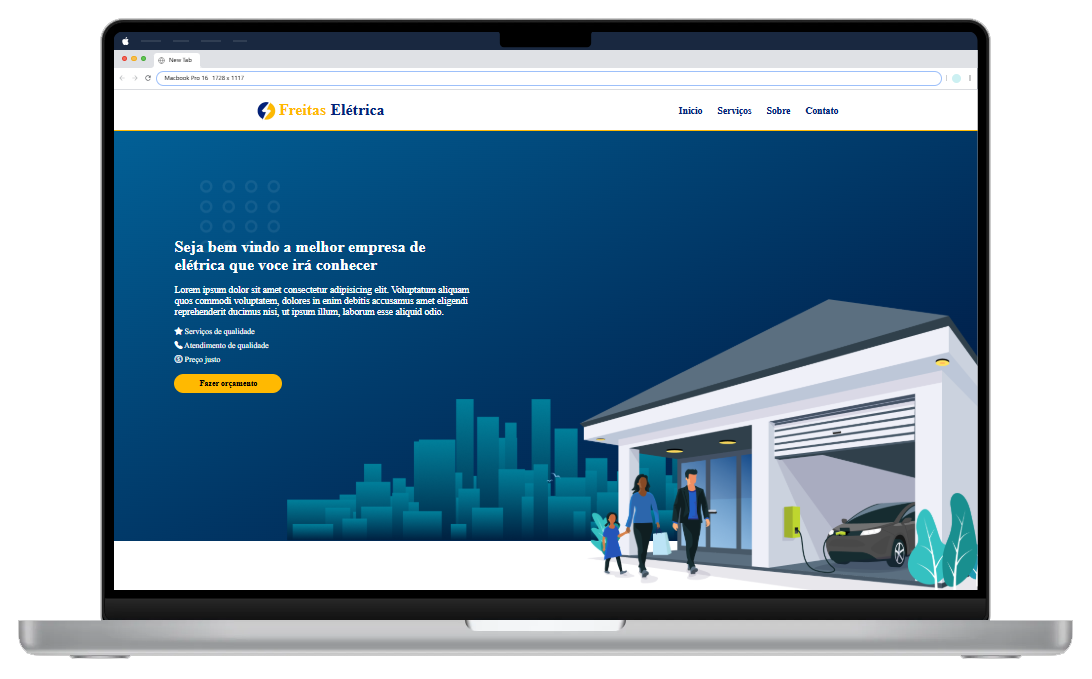 New Tab
Macbook Pro 16 1728 x 1117
Freitas Elétrica
Inicio Serviços Sobre Contato
Seja bem vindo a melhor empresa de
elétrica que voce irá conhecer
Lorem ipsum dolor sit amet consectetur adipisicing elit. Voluptatum aliquam
quos commodi voluptatem, dolores in enim debitis accusamus amet eligendi
reprehenderit ducimus nisi, ut ipsum illum, laborum esse aliquid odio.
Serviços de qualidade
Atendimento de qualidade
Preço justo
Fazer orçamento